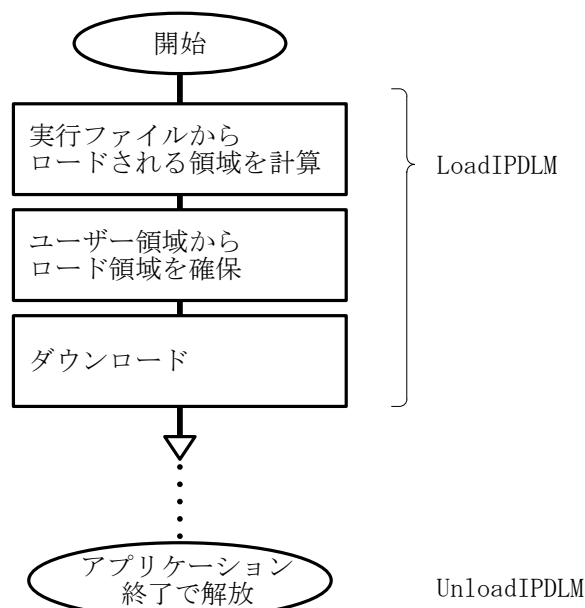 開始
実行ファイルから
ロードされる領域を計算
LoadIPDLM
ユーザー領域から
ロード領域を確保
ダウンロード
アプリケーション
終了で解放
UnloadIPDLM